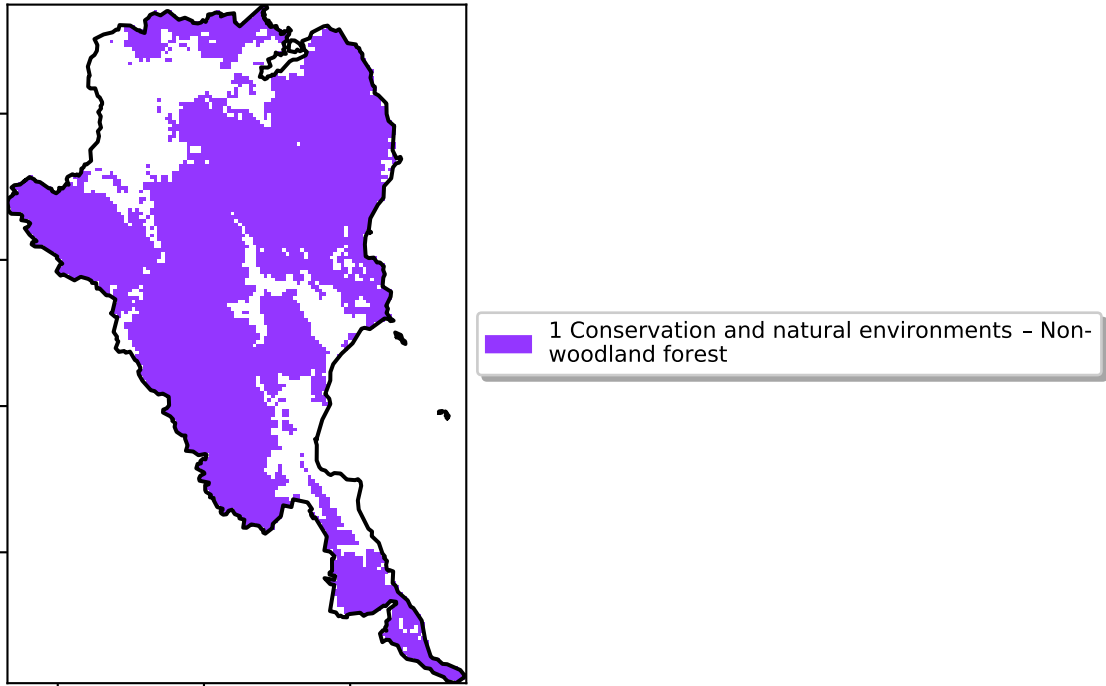 1 Conservation and natural environments – Non-
woodland forest